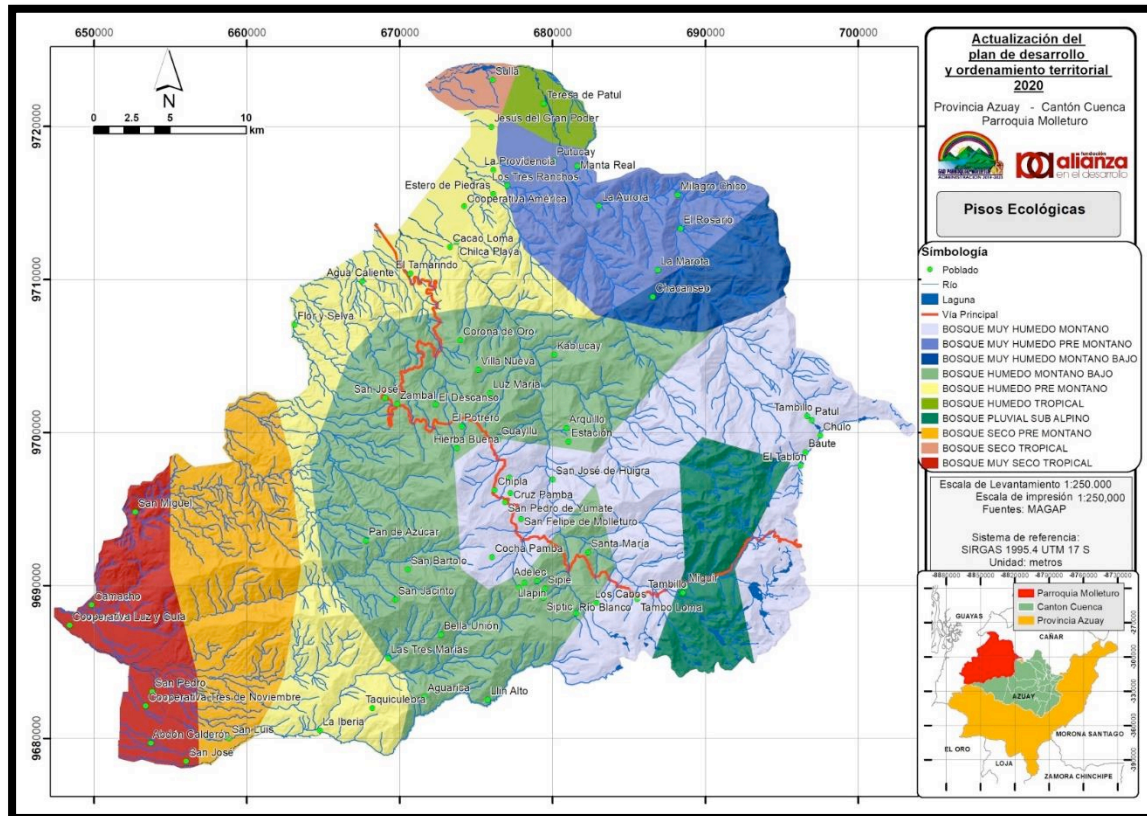 650000
660000
670000
680000
690000
700000
9720000
9710000
9700000
9690000
9680000
N
0 2.5 5 10
km
Sulla
Teresa de Patul
Jesus del Gran Poder
Putucay
La Providencia
Manta Real
Los Tres Ranchos
Estero de Piedras
Milagro Chico
Cooperativa América
La Aurora
El Rosario
Cacao Loma
Chilca Playa
La Marota
El Tamarindo
Agua Caliente
Chacanseo
Flor y Selva
Corona de Oro
Kablucay
Villa Nueva
Luz María
San José
Zambal
El Descanso
Tambillo
Patul
El Potrero
Arquillo
Chulo
Guayllu
Estación
Hierba Buena
Baute
El Tablon
San José de Huigra
Chipla
Cruz Pamba
San Miguel
San Pedro de Yumate
San Felipe de Molleturo
Pan de Azucar
Santa María
Cocha Pamba
San Bartolo
Adeleo
Sipie
Tambillo
Miguir
Llapin
San Jacinto
Los Cabos
Camacho
Siptic
Río Blanco
Tambo Loma
Cooperativa Luz y Guía
Bella Unión
Las Tres Marías
San Pedro
Aguarica
Llin Alto
Cooperativa Tres de Noviembre
Taquiculebra
La Iberia
Abdón Calderón
San Luis
San José
Actualización del
plan de desarrollo
y ordenamiento territorial
2020
Provincia Azuay - Cantón Cuenca
Parroquia Molleturo
fundación
alianza
en el desarrollo
Pisos Ecológicas
Símbología
Poblado
Río
Laguna
Vía Principal
BOSQUE MUY HUMEDO MONTANO
BOSQUE MUY HUMEDO PRE MONTANO
BOSQUE MUY HUMEDO MONTANO BAJO
BOSQUE HUMEDO MONTANO BAJO
BOSQUE HUMEDO PRE MONTANO
BOSQUE HUMEDO TROPICAL
BOSQUE PLUVIAL SUB ALPINO
BOSQUE SECO PRE MONTANO
BOSQUE SECO TROPICAL
BOSQUE MUY SECO TROPICAL
Escala de Levantamiento 1:250.000
Escala de impresión 1:250,000
Fuentes: MAGAP
Sistema de referencia:
SIRGAS 1995.4 UTM 17 S
Unidad: metros
Parroquia Molleturo
Canton Cuenca
Provincia Azuay
GUAYAS
CAÑAR
AZUAY
MORONA SANTIAGO
EL ORO
LOJA
ZAMORA CHINCHIPE